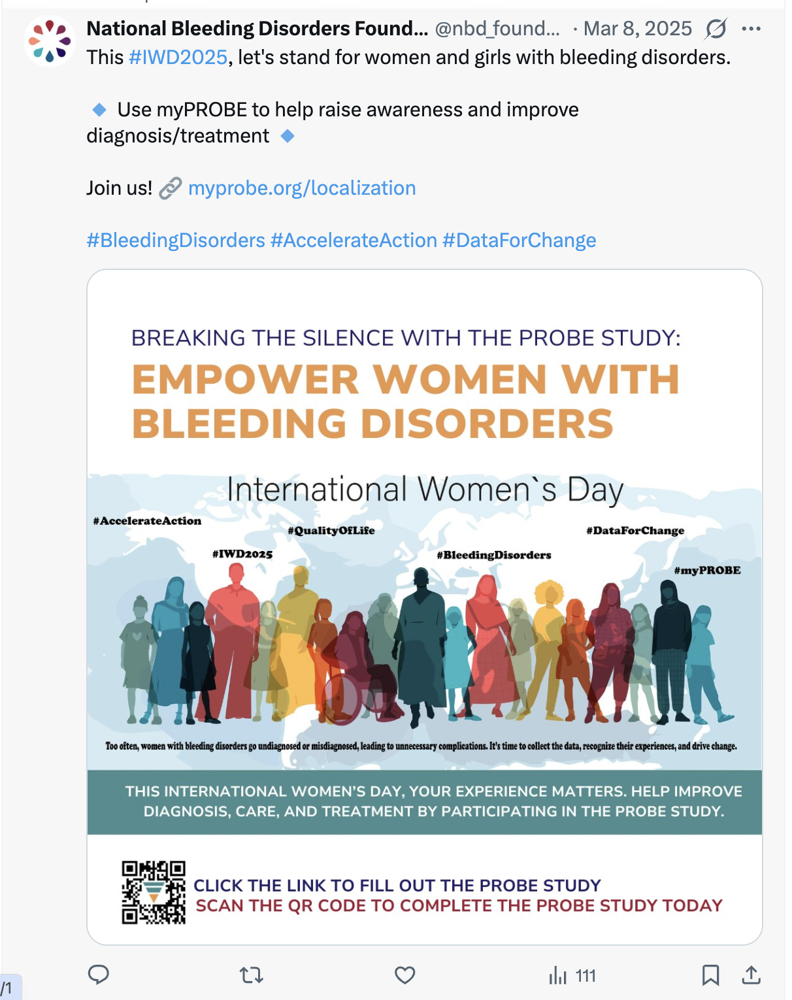 National Bleeding Disorders Found... @nbd_found... · Mar 8, 2025
This #IWD2025, let's stand for women and girls with bleeding disorders.
🔹 Use myPROBE to help raise awareness and improve
diagnosis/treatment 🔹
Join us! 🔗 myprobe.org/localization
#BleedingDisorders #AccelerateAction #DataForChange
BREAKING THE SILENCE WITH THE PROBE STUDY:
EMPOWER WOMEN WITH
BLEEDING DISORDERS
International Women`s Day
#AccelerateAction
#QualityOfLife
#DataForChange
#IWD2025
#BleedingDisorders
#myPROBE
Too often, women with bleeding disorders go undiagnosed or misdiagnosed, leading to unnecessary complications. It's time to collect the data, recognize their experiences, and drive change.
THIS INTERNATIONAL WOMEN’S DAY, YOUR EXPERIENCE MATTERS. HELP IMPROVE
DIAGNOSIS, CARE, AND TREATMENT BY PARTICIPATING IN THE PROBE STUDY.
CLICK THE LINK TO FILL OUT THE PROBE STUDY
SCAN THE QR CODE TO COMPLETE THE PROBE STUDY TODAY
111
/1